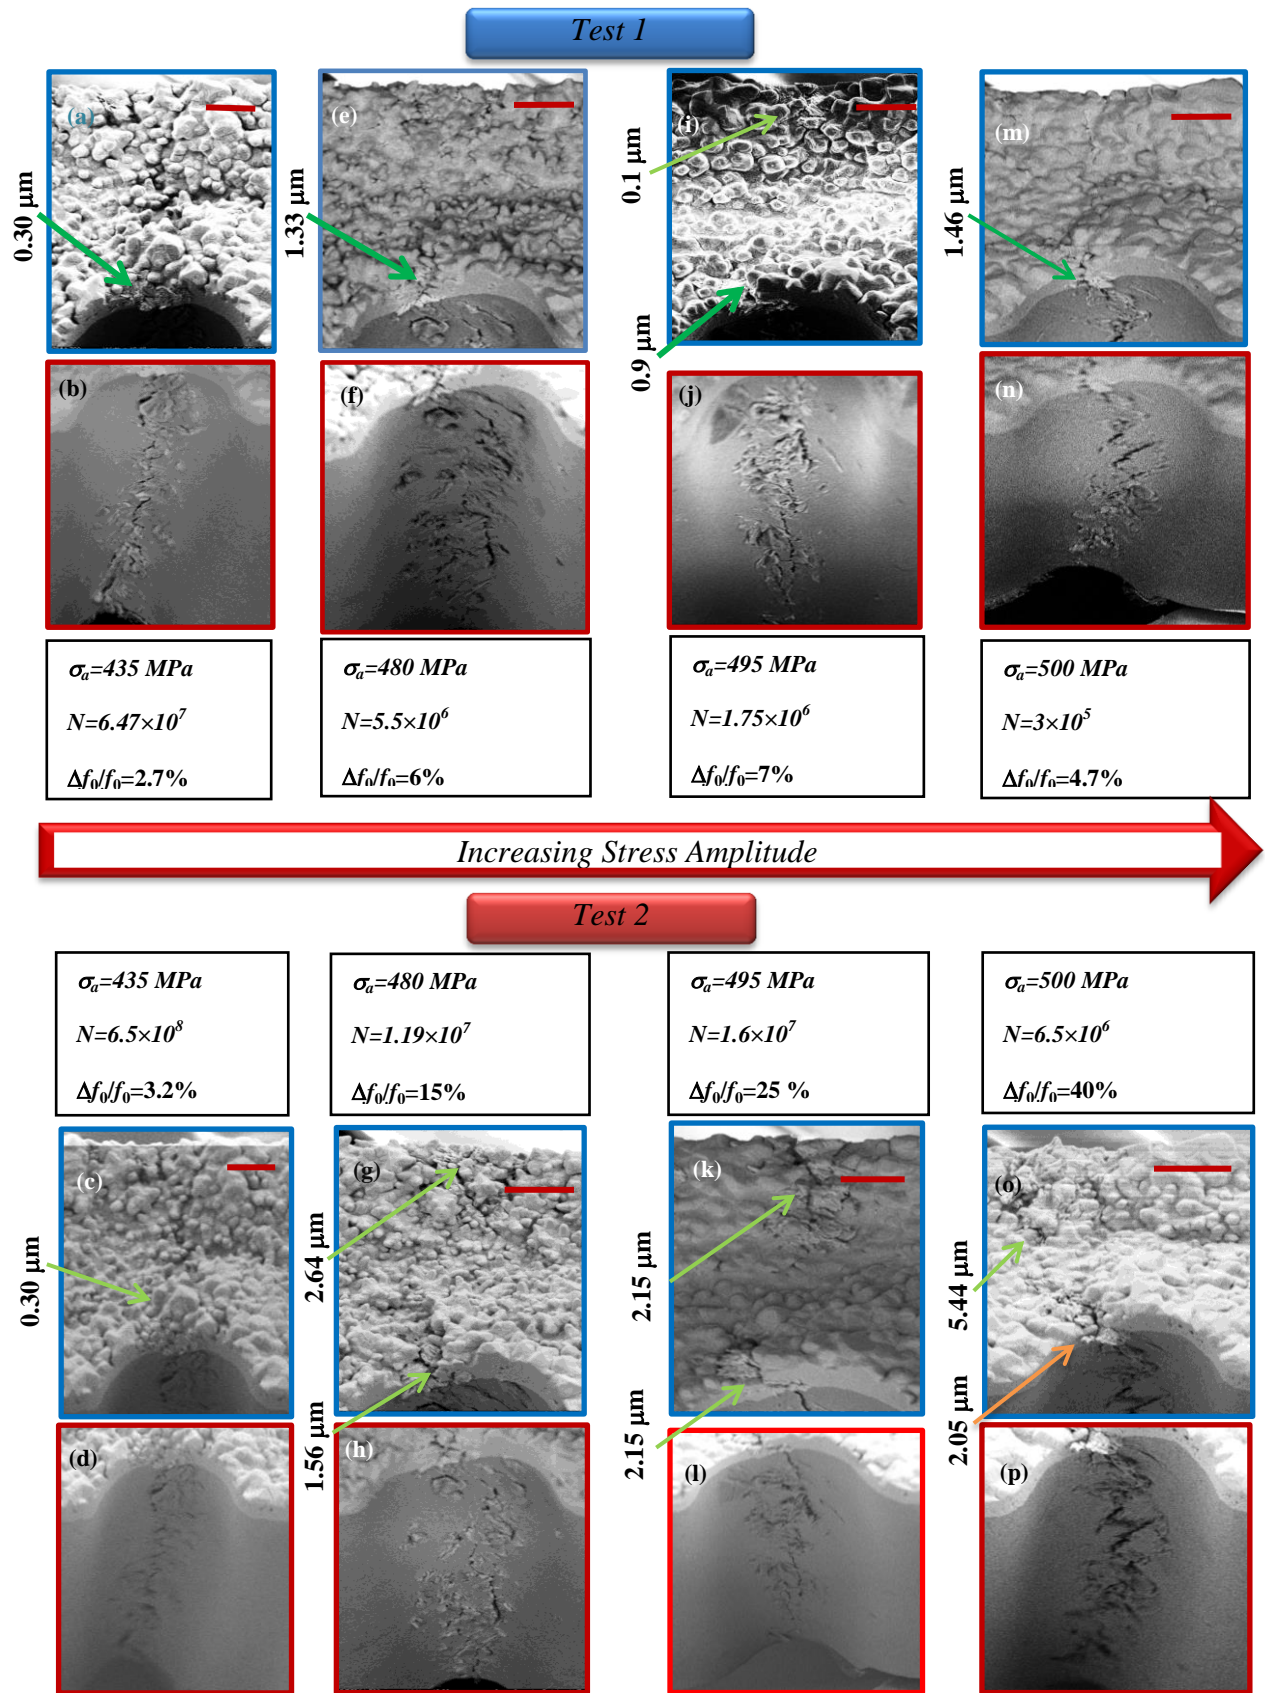 Test 1
(a)
(e)
(i)
(m)
0.30 μm
1.33 μm
0.1 μm
0.9 μm
1.46 μm
(b)
(f)
(j)
(n)
σa=435 MPa
N=6.47×10⁷
Δf₀/f₀=2.7%
σa=480 MPa
N=5.5×10⁶
Δf₀/f₀=6%
σa=495 MPa
N=1.75×10⁶
Δf₀/f₀=7%
σa=500 MPa
N=3×10⁵
Δf₀/f₀=4.7%
Increasing Stress Amplitude
Test 2
σa=435 MPa
N=6.5×10⁸
Δf₀/f₀=3.2%
σa=480 MPa
N=1.19×10⁷
Δf₀/f₀=15%
σa=495 MPa
N=1.6×10⁷
Δf₀/f₀=25 %
σa=500 MPa
N=6.5×10⁶
Δf₀/f₀=40%
(c)
(g)
(k)
(o)
0.30 μm
2.64 μm
1.56 μm
2.15 μm
2.15 μm
5.44 μm
2.05 μm
(d)
(h)
(l)
(p)